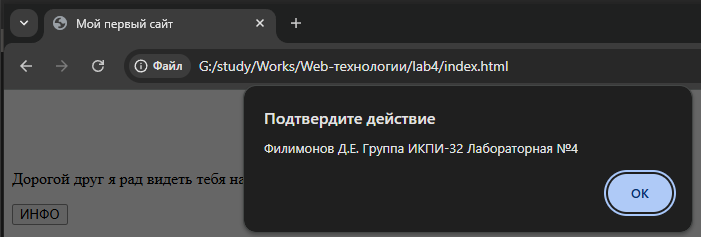 Мой первый сайт
Файл
G:/study/Works/Web-технологии/lab4/index.html
Подтвердите действие
Филимонов Д.Е. Группа ИКПИ-32 Лабораторная №4
Дорогой друг я рад видеть тебя на
ОК
ИНФО